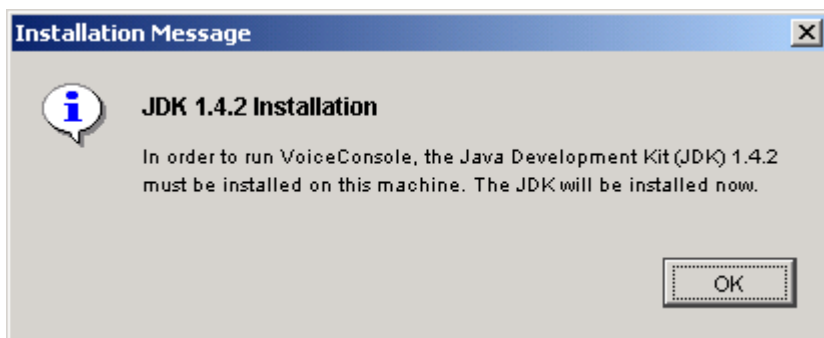 Installation Message
JDK 1.4.2 Installation
In order to run VoiceConsole, the Java Development Kit (JDK) 1.4.2
must be installed on this machine. The JDK will be installed now.
OK